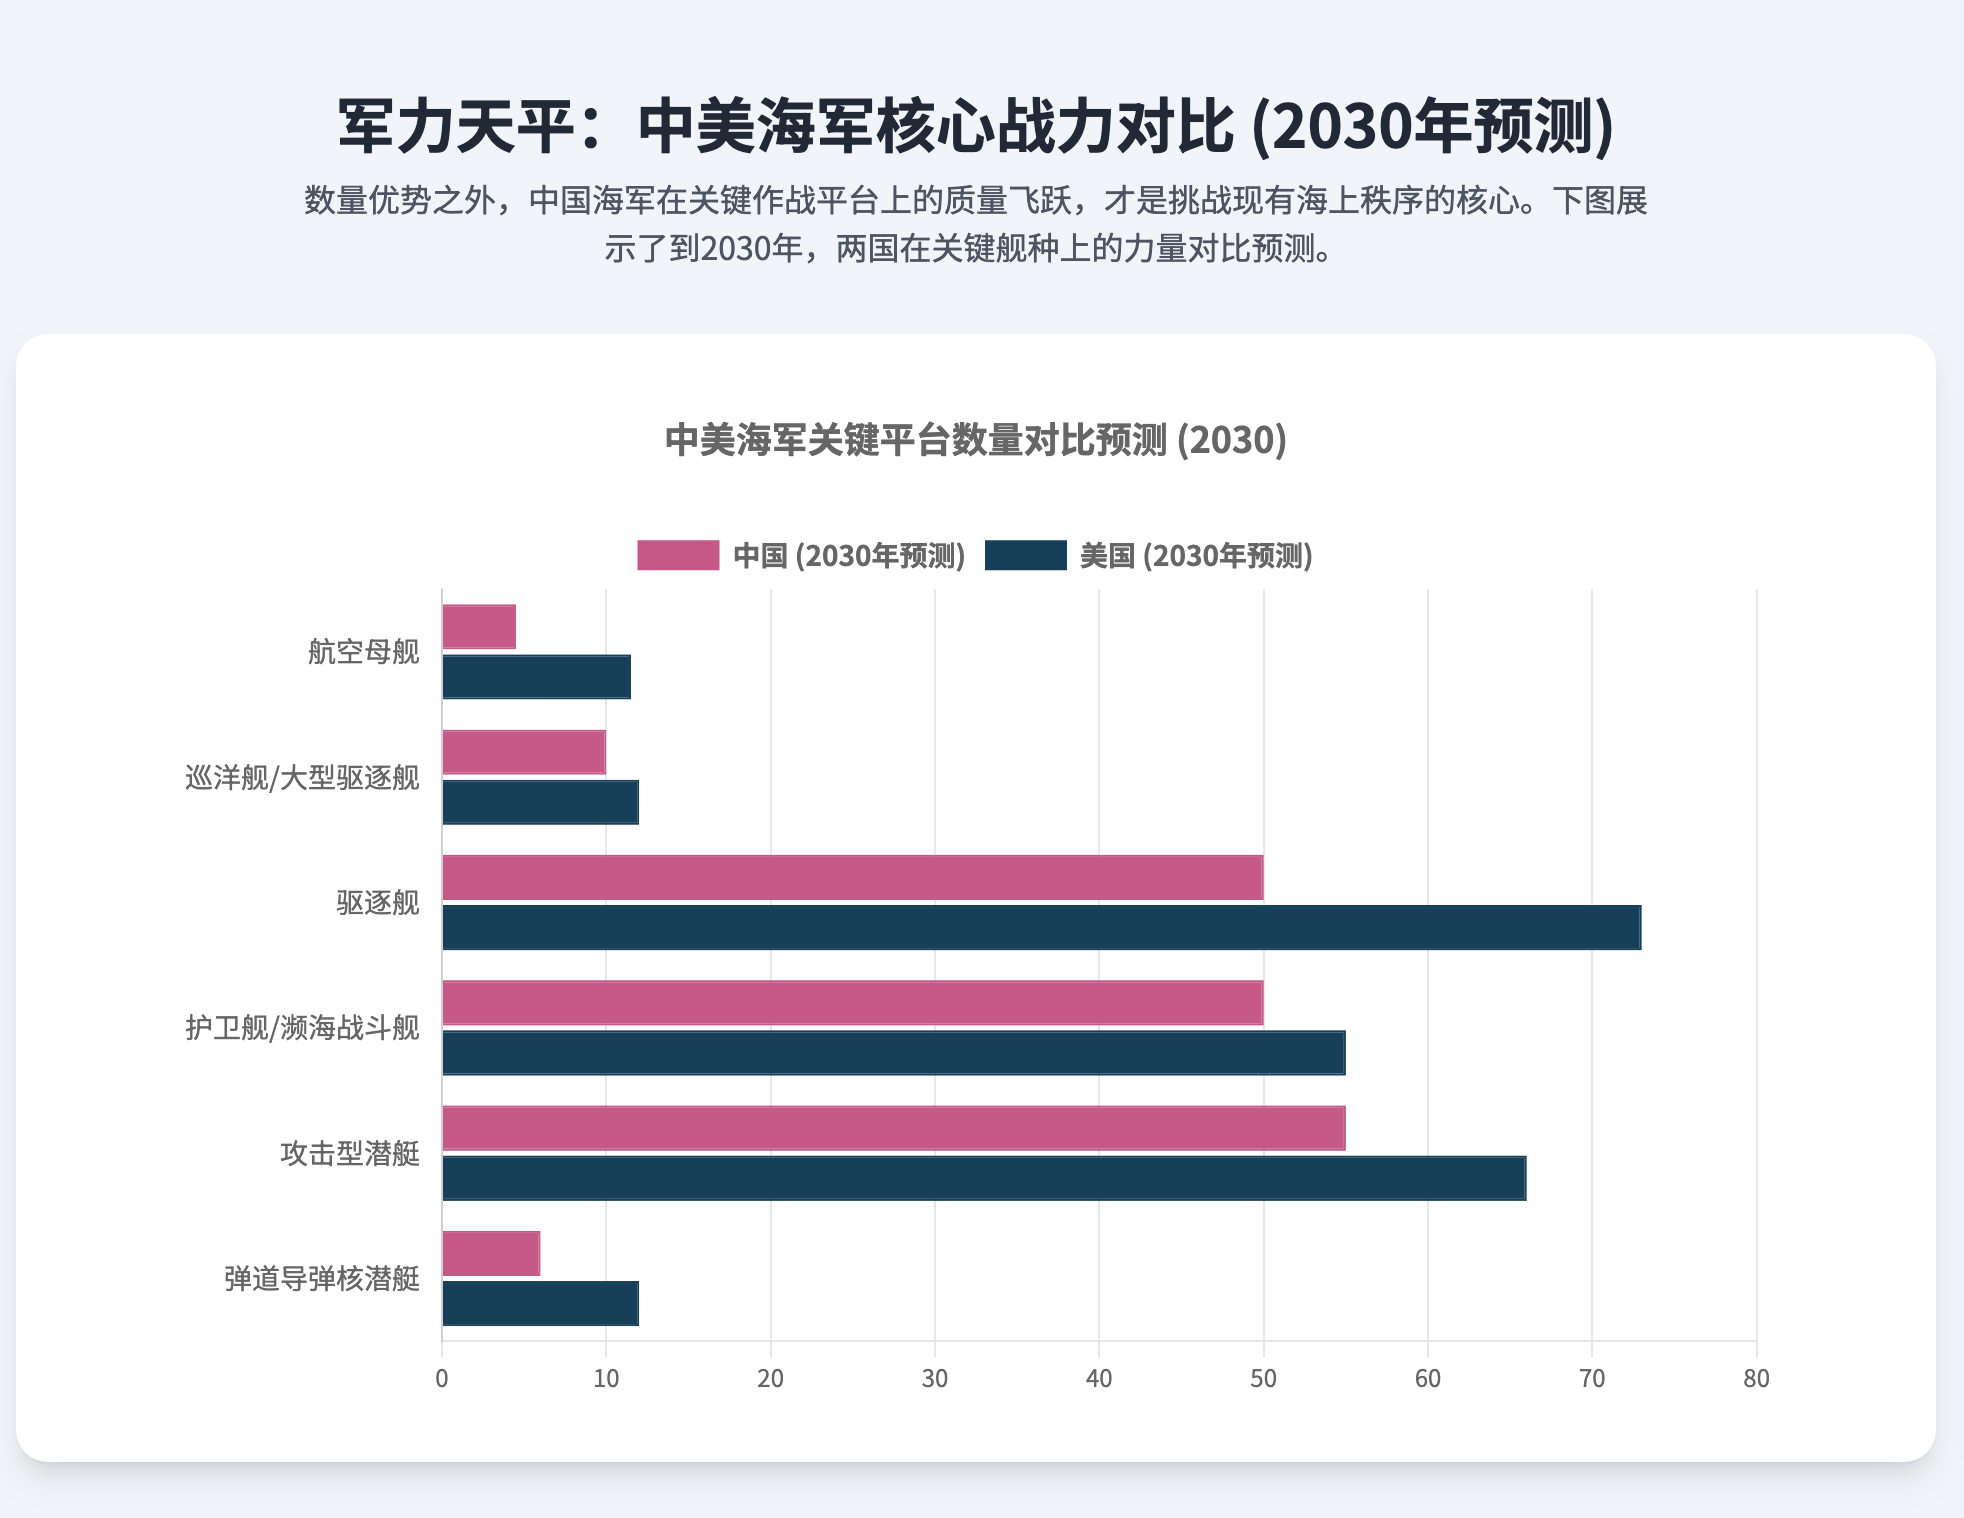 军力天平：中美海军核心战力对比 (2030年预测)
数量优势之外，中国海军在关键作战平台上的质量飞跃，才是挑战现有海上秩序的核心。下图展
示了到2030年，两国在关键舰种上的力量对比预测。
中美海军关键平台数量对比预测 (2030)
中国 (2030年预测) 美国 (2030年预测)
航空母舰
巡洋舰/大型驱逐舰
驱逐舰
护卫舰/濒海战斗舰
攻击型潜艇
弹道导弹核潜艇
0 10 20 30 40 50 60 70 80